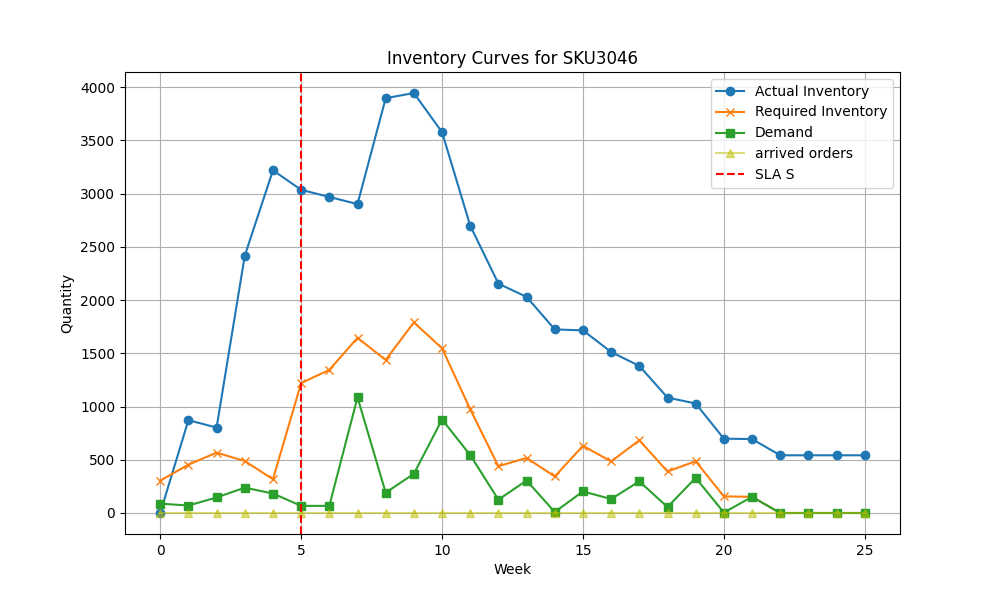 Inventory Curves for SKU3046
Actual Inventory
Required Inventory
Demand
arrived orders
SLA S
Quantity
4000
3500
3000
2500
2000
1500
1000
500
0
0 5 10 15 20 25
Week